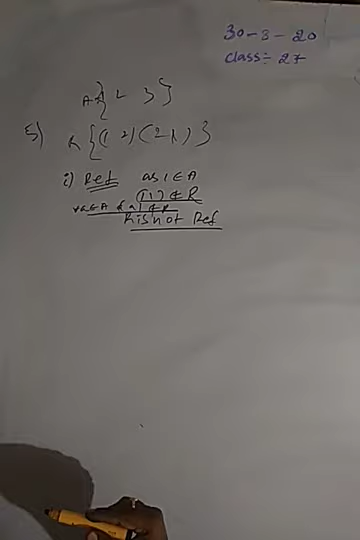 30-3-20
class:- 27
A {1 2 3}
5) R {(1 2) (2 1)}
i) Ref as 1 ∈ A
(1 1) ∉ R
R is not Ref